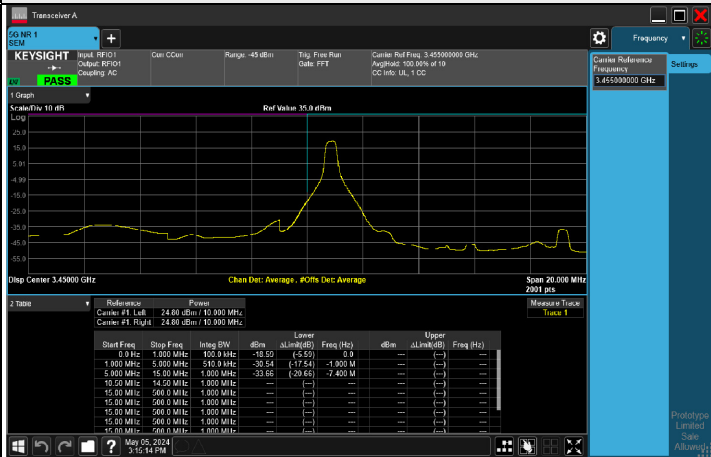 Transceiver A
5G NR 1
SEM
Frequency
KEYSIGHT
PASS
Input: RFIO1
Output: RFIO1
Coupling: AC
Corr CCorr
Range: -45 dBm
Trig: Free Run
Gate: FFT
Carrier Ref Freq: 3.455000000 GHz
Avg|Hold: 100.00% of 10
CC Info: UL, 1 CC
Carrier Reference
Frequency
3.455000000 GHz
Settings
1 Graph
Scale/Div 10 dB
Ref Value 35.0 dBm
Log
25.0
15.0
5.01
-4.99
-15.0
-25.0
-35.0
-45.0
-55.0
Disp Center 3.45000 GHz
Chan Det: Average , #Offs Det: Average
Span 20.000 MHz
2001 pts
2 Table
Reference Power
Carrier #1, Left 24.80 dBm / 10.000 MHz
Carrier #1, Right 24.80 dBm / 10.000 MHz
Measure Trace
Trace 1
Lower Upper
Start Freq Stop Freq Integ BW dBm ΔLimit(dB) Freq (Hz) dBm ΔLimit(dB) Freq (Hz)
0.0 Hz 1.000 MHz 100.0 kHz -18.59 (-5.59) 0.0 --- (---) ---
1.000 MHz 5.000 MHz 510.0 kHz -30.54 (-17.54) -1.000 M --- (---) ---
5.000 MHz 15.00 MHz 1.000 MHz -33.66 (-20.66) -7.400 M --- (---) ---
10.50 MHz 14.50 MHz 1.000 MHz --- (---) --- --- (---) ---
15.00 MHz 500.0 MHz 1.000 MHz --- (---) --- --- (---) ---
15.00 MHz 500.0 MHz 1.000 MHz --- (---) --- --- (---) ---
15.00 MHz 500.0 MHz 1.000 MHz --- (---) --- --- (---) ---
15.00 MHz 500.0 MHz 1.000 MHz --- (---) --- --- (---) ---
15.00 MHz 500.0 MHz 1.000 MHz --- (---) --- --- (---) ---
Prototype
Limited
Sale
Allowed
May 05, 2024
3:15:14 PM